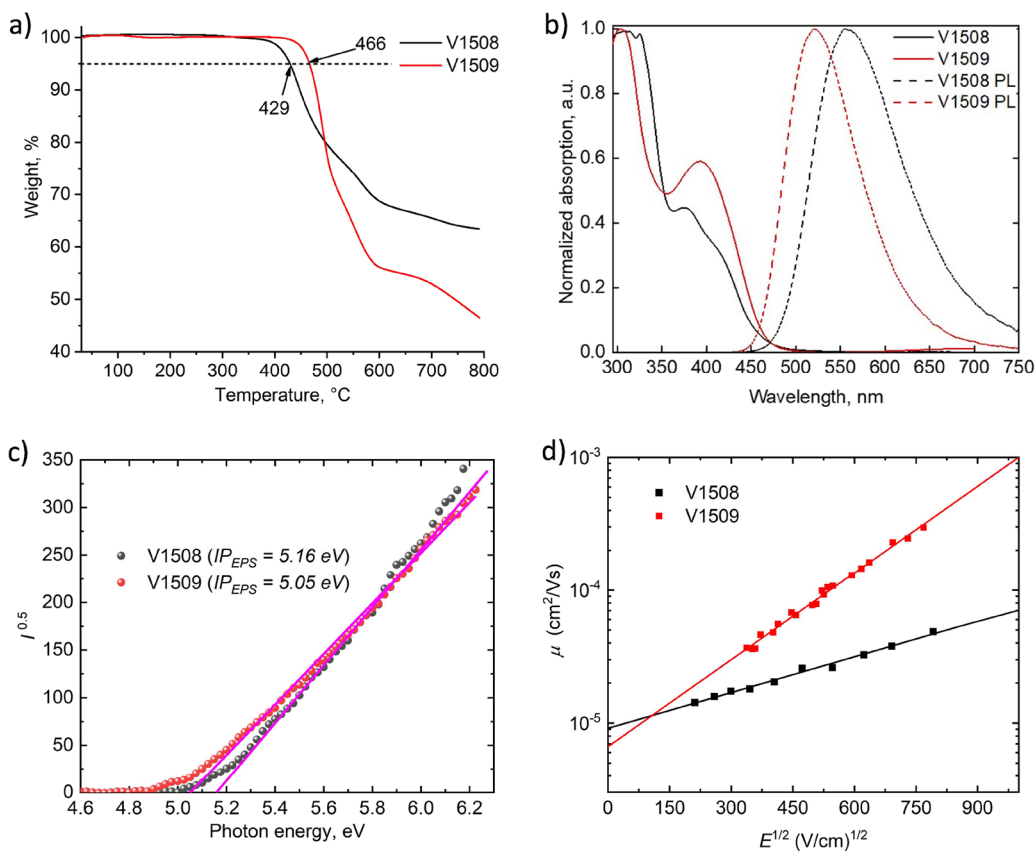 a)
100
90
80
70
60
50
40
100
200
300
400
500
600
700
800
Weight, %
Temperature, °C
466
429
V1508
V1509
b)
1.0
0.8
0.6
0.4
0.2
0.0
300
350
400
450
500
550
600
650
700
750
Normalized absorption, a.u.
Wavelength, nm
V1508
V1509
V1508 PL
V1509 PL
c)
350
300
250
200
150
100
50
0
4.6
4.8
5.0
5.2
5.4
5.6
5.8
6.0
6.2
I^0.5
Photon energy, eV
V1508 (IP_EPS = 5.16 eV)
V1509 (IP_EPS = 5.05 eV)
d)
10^-3
10^-4
10^-5
0
150
300
450
600
750
900
μ (cm²/Vs)
E^1/2 (V/cm)^1/2
V1508
V1509